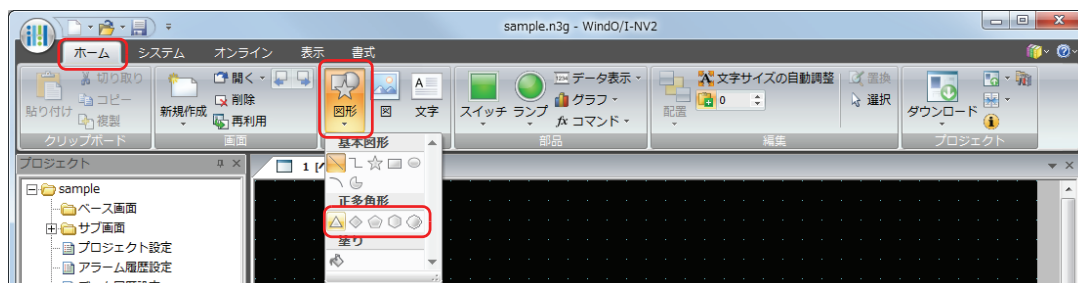 sample.n3g - WindO/I-NV2
ホーム システム オンライン 表示 書式
貼り付け 切り取り コピー 複製
新規作成 開く 削除 再利用
図形 図 文字
スイッチ ランプ データ表示 グラフ fx コマンド
配置 文字サイズの自動調整 0 置換 選択
ダウンロード
クリップボード 画面 部品 編集 プロジェクト
基本図形
正多角形
塗り
プロジェクト
1
sample
ベース画面
サブ画面
プロジェクト設定
アラーム履歴設定